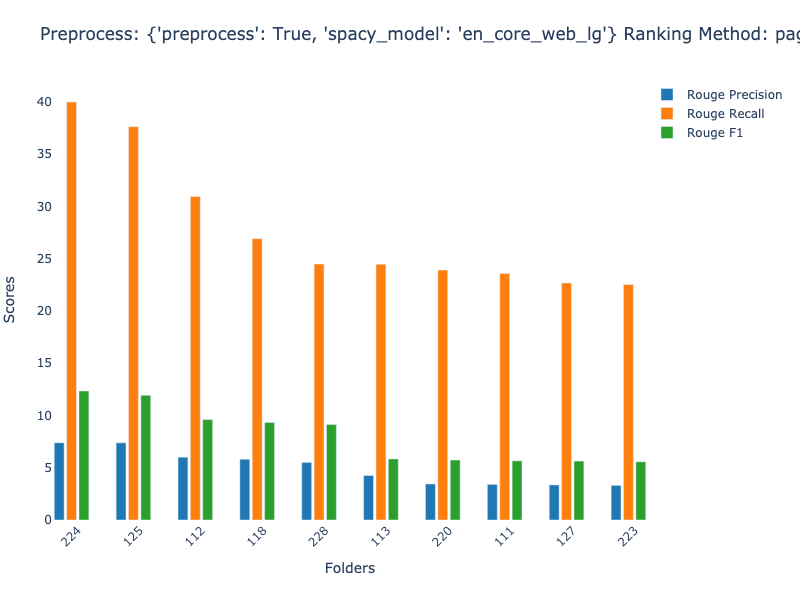 Preprocess: {'preprocess': True, 'spacy_model': 'en_core_web_lg'} Ranking Method:
Rouge Precision
Rouge Recall
Rouge F1
40
35
30
25
20
15
10
5
0
Scores
224 125 112 118 228 113 220 111 127 223
Folders